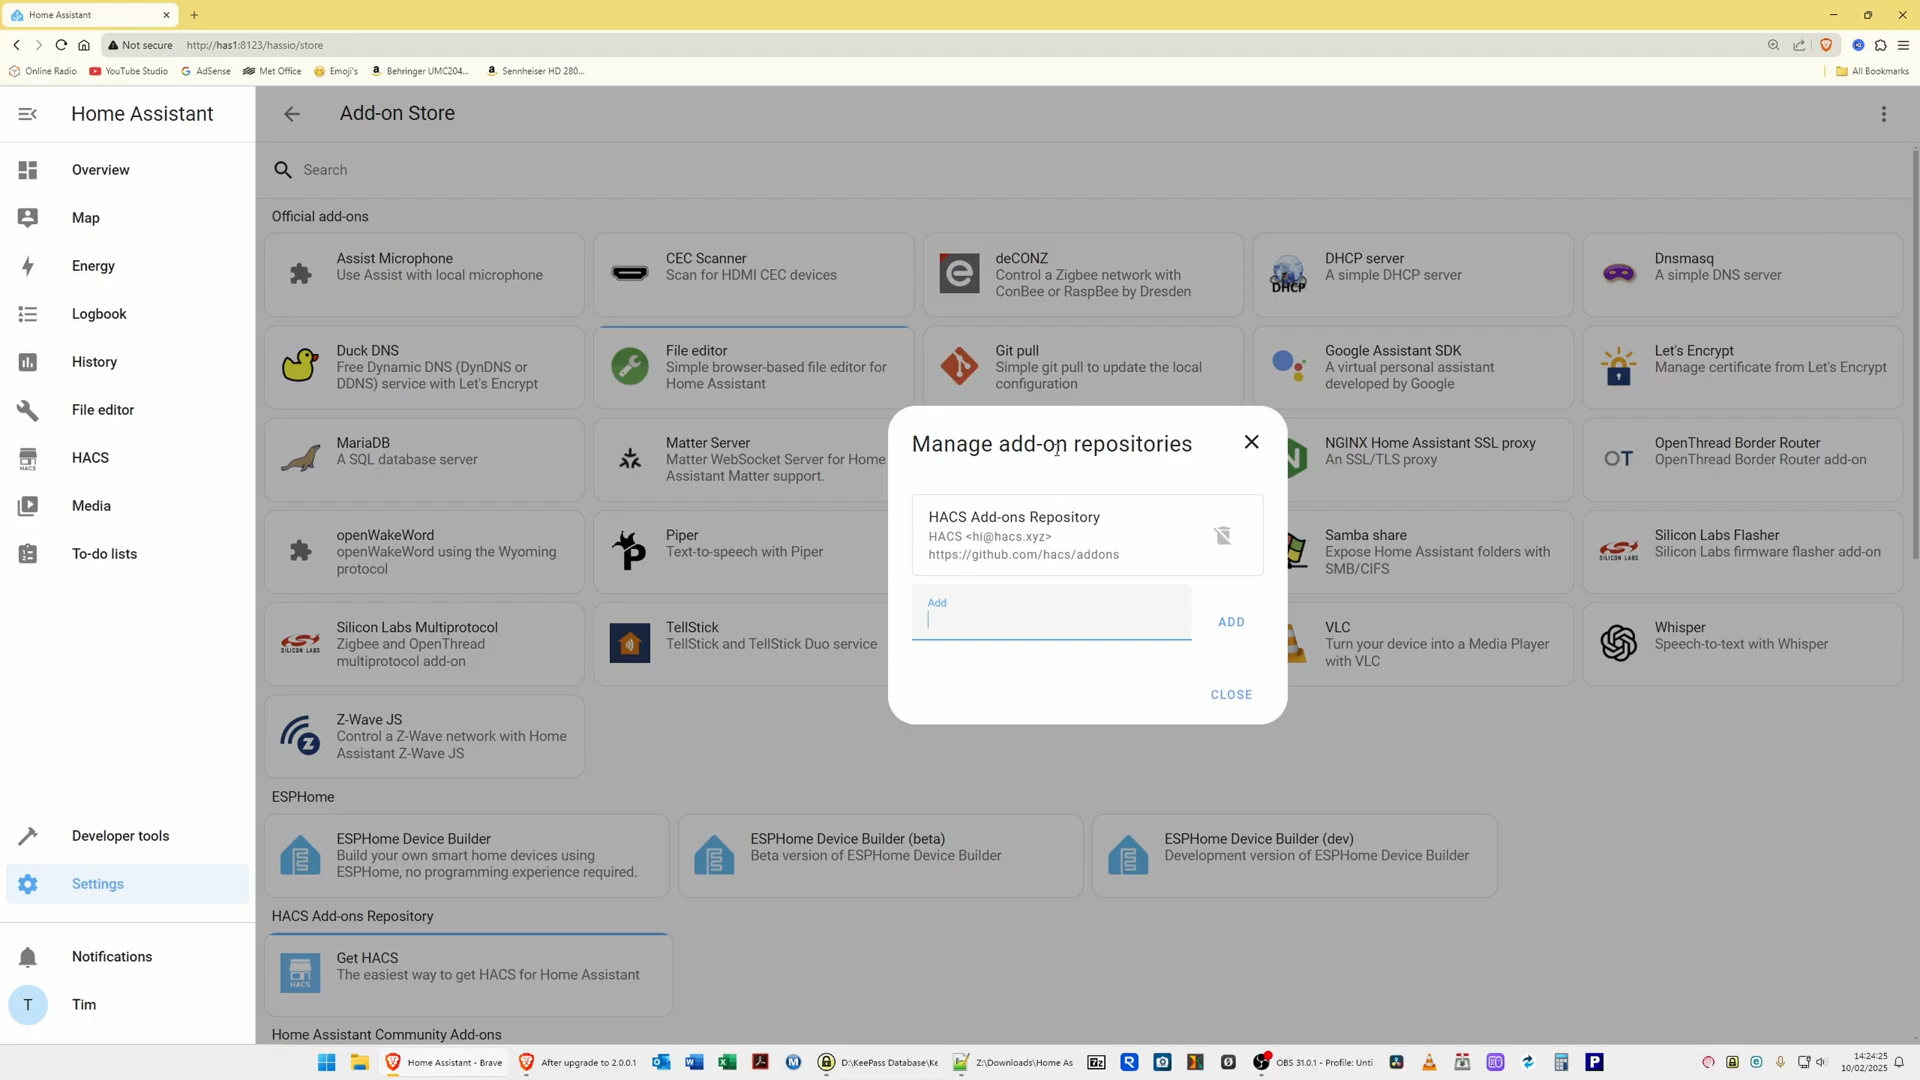 Home Assistant
Not secure
http://has1:8123/hassio/store
Online Radio
YouTube Studio
AdSense
Met Office
Emoji's
Behringer UMC204...
Sennheiser HD 280...
All Bookmarks
Home Assistant
Overview
Map
Energy
Logbook
History
File editor
HACS
HACS
Media
To-do lists
Developer tools
Settings
Notifications
T
Tim
Add-on Store
Search
Official add-ons
Assist Microphone
Use Assist with local microphone
CEC Scanner
Scan for HDMI CEC devices
deCONZ
Control a Zigbee network with
ConBee or RaspBee by Dresden
DHCP
DHCP server
A simple DHCP server
Dnsmasq
A simple DNS server
Duck DNS
Free Dynamic DNS (DynDNS or
DDNS) service with Let's Encrypt
File editor
Simple browser-based file editor for
Home Assistant
Git pull
Simple git pull to update the local
configuration
Google Assistant SDK
A virtual personal assistant
developed by Google
Let's Encrypt
Manage certificate from Let's Encrypt
MariaDB
A SQL database server
Matter Server
Matter WebSocket Server for Home
Assistant Matter support.
NGINX Home Assistant SSL proxy
An SSL/TLS proxy
OT
OpenThread Border Router
OpenThread Border Router add-on
openWakeWord
openWakeWord using the Wyoming
protocol
Piper
Text-to-speech with Piper
Samba share
Expose Home Assistant folders with
SMB/CIFS
SILICON LABS
Silicon Labs Flasher
Silicon Labs firmware flasher add-on
SILICON LABS
Silicon Labs Multiprotocol
Zigbee and OpenThread
multiprotocol add-on
TellStick
TellStick and TellStick Duo service
VLC
Turn your device into a Media Player
with VLC
Whisper
Speech-to-text with Whisper
Z-Wave JS
Control a Z-Wave network with Home
Assistant Z-Wave JS
Manage add-on repositories
HACS Add-ons Repository
HACS <hi@hacs.xyz>
https://github.com/hacs/addons
Add
ADD
CLOSE
ESPHome
ESPHome Device Builder
Build your own smart home devices using
ESPHome, no programming experience required.
ESPHome Device Builder (beta)
Beta version of ESPHome Device Builder
ESPHome Device Builder (dev)
Development version of ESPHome Device Builder
HACS Add-ons Repository
HACS
Get HACS
The easiest way to get HACS for Home Assistant
Home Assistant Community Add-ons
Home Assistant - Brave
After upgrade to 2.0.0.1
D:\KeePass Database\Ke
Z:\Downloads\Home As
OBS 31.0.1 - Profile: Unti
14:24:25
10/02/2025